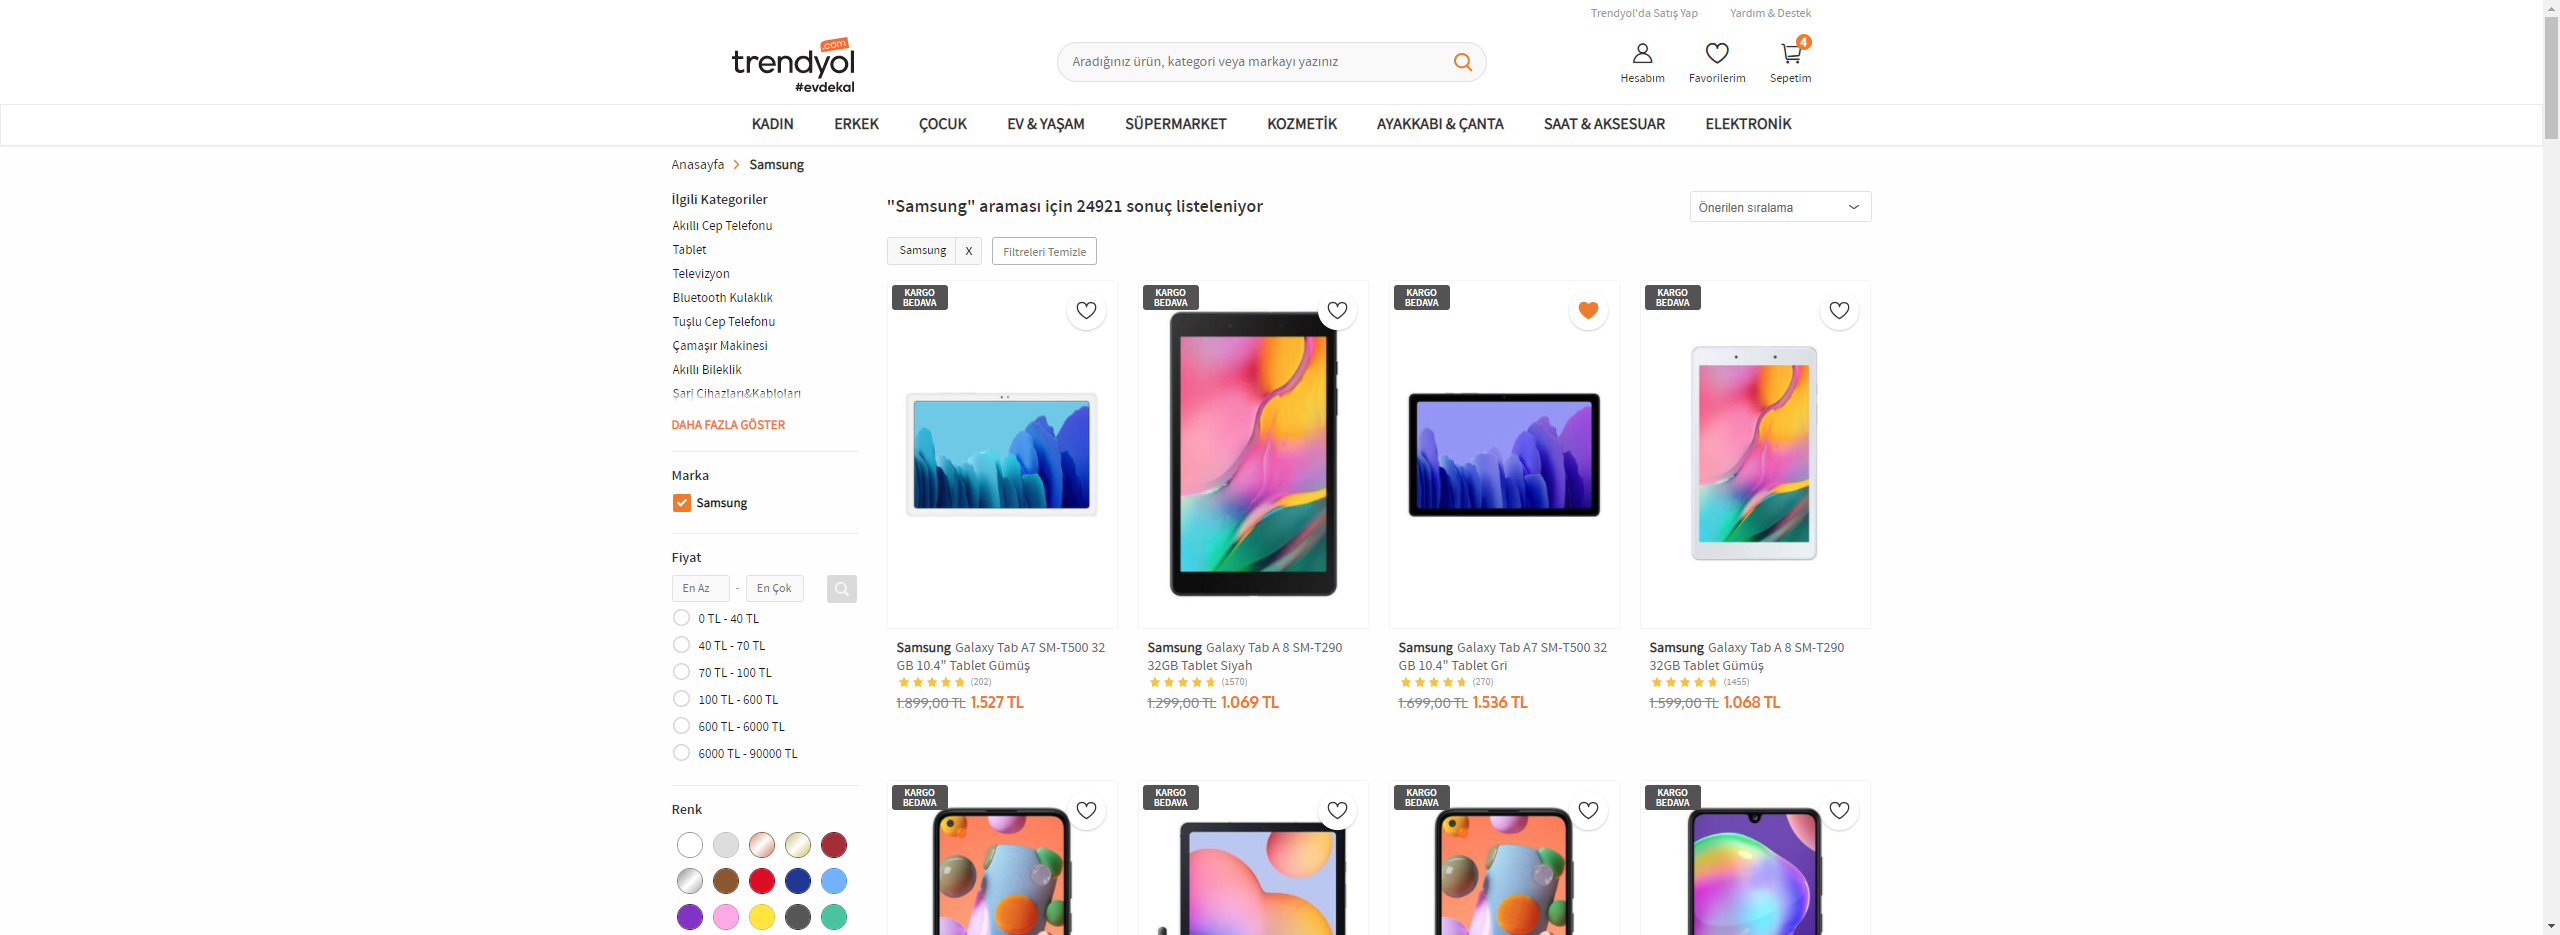 Trendyol'da Satış Yap
Yardım & Destek
.com
trendyol
#evdekal
Aradığınız ürün, kategori veya markayı yazınız
4
Hesabım
Favorilerim
Sepetim
KADIN
ERKEK
ÇOCUK
EV & YAŞAM
SÜPERMARKET
KOZMETİK
AYAKKABI & ÇANTA
SAAT & AKSESUAR
ELEKTRONİK
Anasayfa
Samsung
İlgili Kategoriler
Akıllı Cep Telefonu
Tablet
Televizyon
Bluetooth Kulaklık
Tuşlu Cep Telefonu
Çamaşır Makinesi
Akıllı Bileklik
Şarj Cihazları&Kabloları
DAHA FAZLA GÖSTER
Marka
Samsung
Fiyat
En Az - En Çok
0 TL - 40 TL
40 TL - 70 TL
70 TL - 100 TL
100 TL - 600 TL
600 TL - 6000 TL
6000 TL - 90000 TL
Renk
"Samsung" araması için 24921 sonuç listeleniyor
Önerilen sıralama
Samsung X
Filtreleri Temizle
KARGO
BEDAVA
Samsung Galaxy Tab A7 SM-T500 32
GB 10.4" Tablet Gümüş
(202)
1.899,00 TL 1.527 TL
KARGO
BEDAVA
Samsung Galaxy Tab A 8 SM-T290
32GB Tablet Siyah
(1570)
1.299,00 TL 1.069 TL
KARGO
BEDAVA
Samsung Galaxy Tab A7 SM-T500 32
GB 10.4" Tablet Gri
(270)
1.699,00 TL 1.536 TL
KARGO
BEDAVA
Samsung Galaxy Tab A 8 SM-T290
32GB Tablet Gümüş
(1455)
1.599,00 TL 1.068 TL
KARGO
BEDAVA
KARGO
BEDAVA
KARGO
BEDAVA
KARGO
BEDAVA